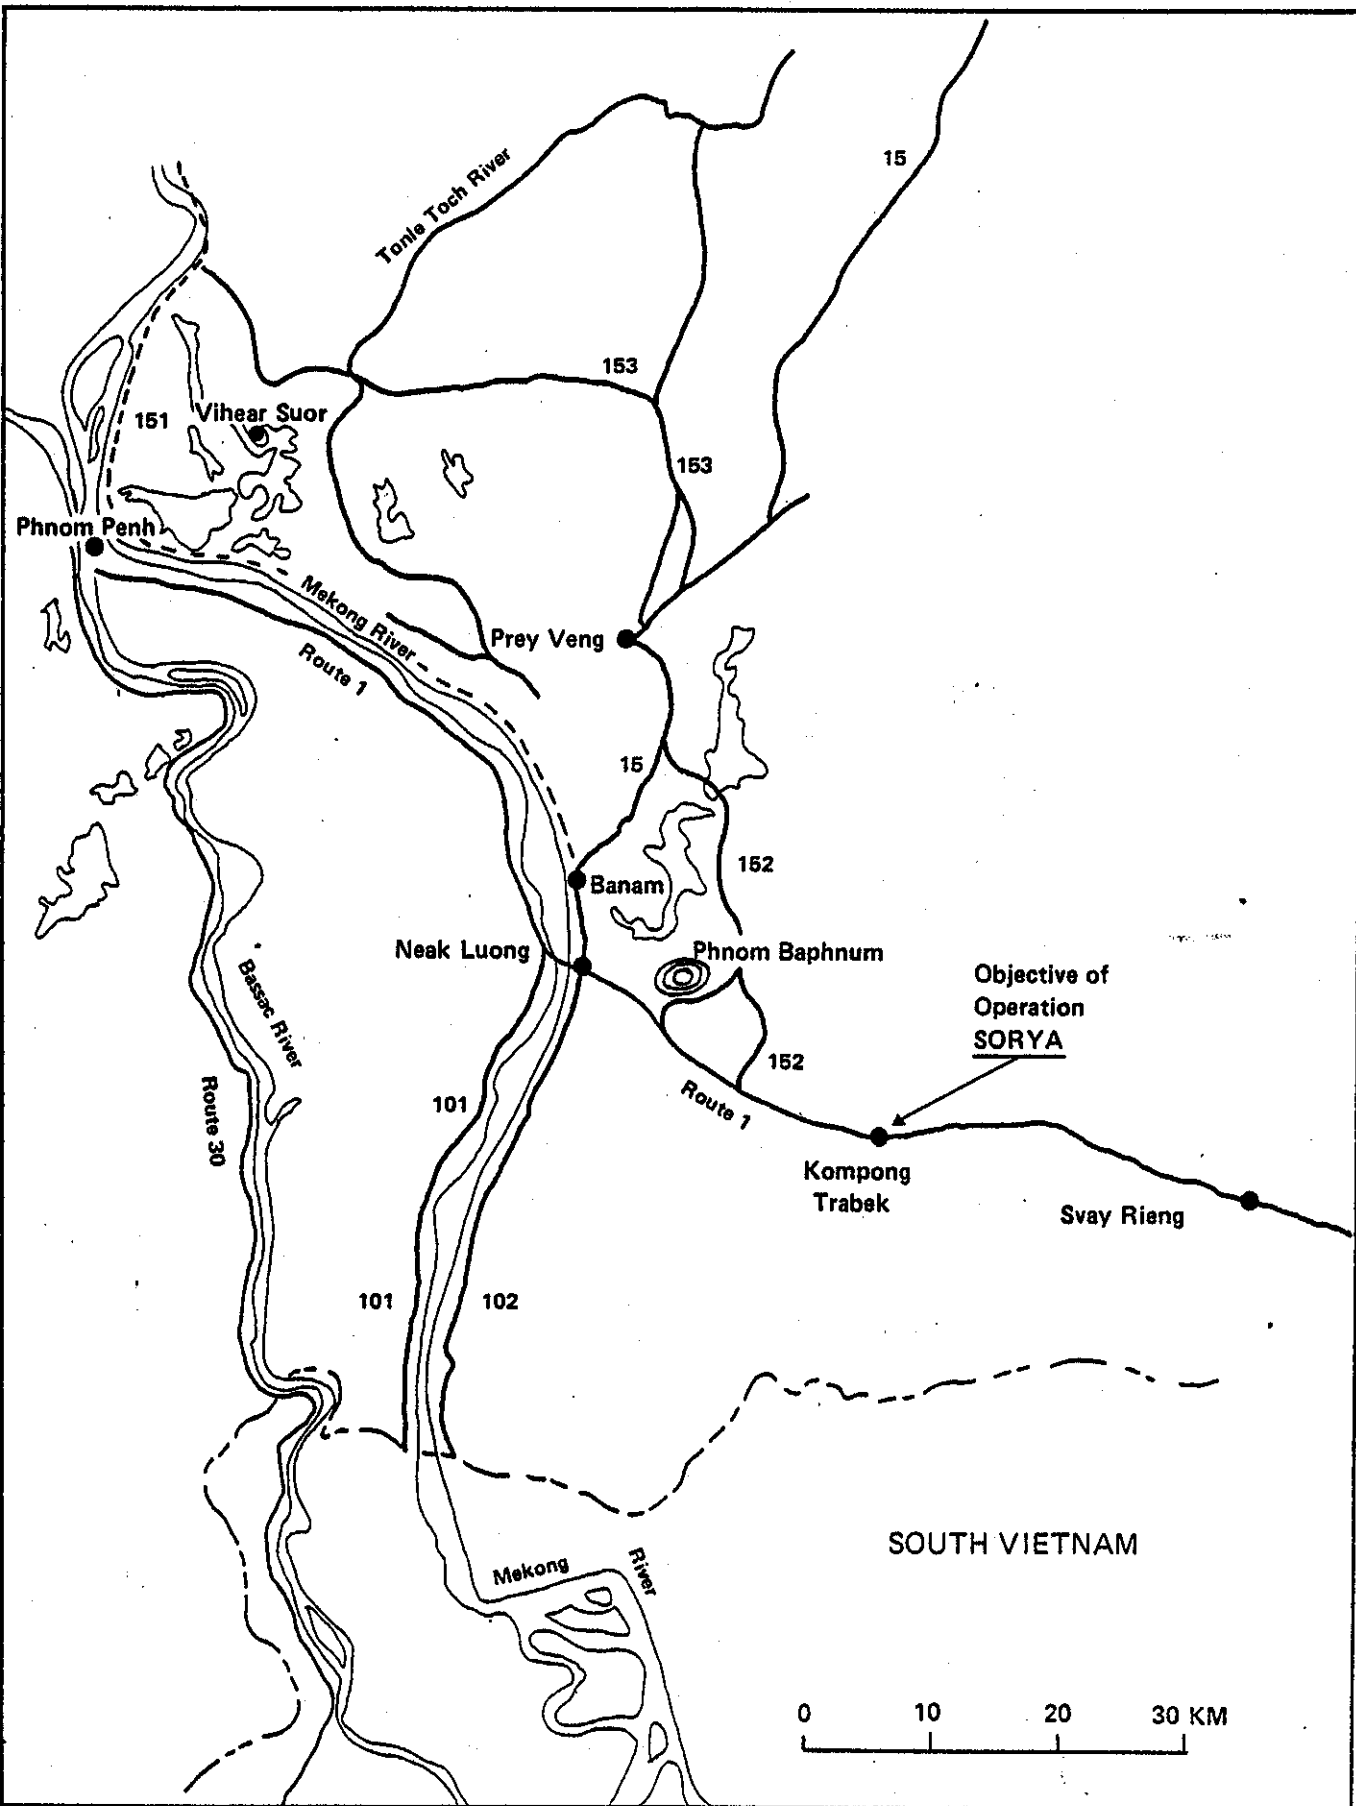 15
Tonle Toch River
153
151
Vihear Suor
153
Phnom Penh
Mekong River
Prey Veng
Route 1
15
152
Banam
Neak Luong
Phnom Baphnum
Bassac River
Objective of
Operation
SORYA
152
Route 30
101
Route 1
Kompong
Trabek
Svay Rieng
101
102
SOUTH VIETNAM
Mekong
River
0
10
20
30 KM